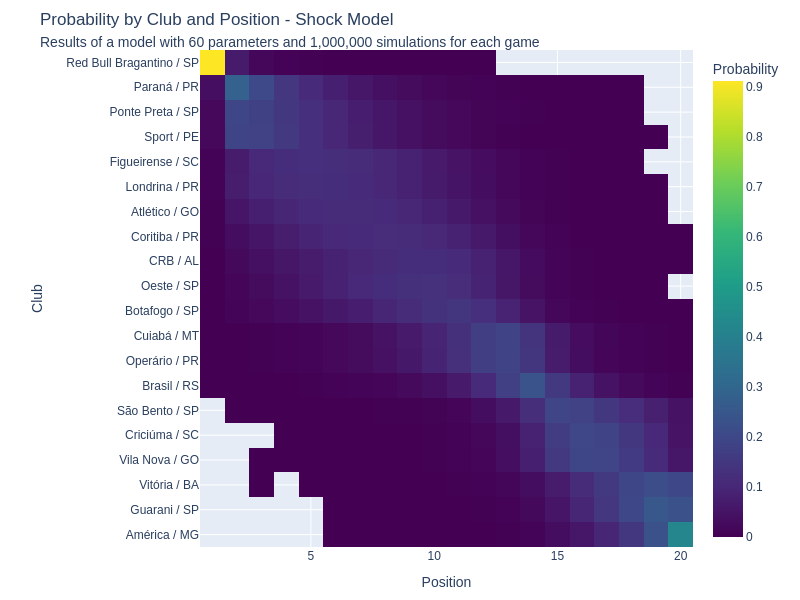 Probability by Club and Position - Shock Model
Results of a model with 60 parameters and 1,000,000 simulations for each game
Probability
Club
Red Bull Bragantino / SP
Paraná / PR
Ponte Preta / SP
Sport / PE
Figueirense / SC
Londrina / PR
Atlético / GO
Coritiba / PR
CRB / AL
Oeste / SP
Botafogo / SP
Cuiabá / MT
Operário / PR
Brasil / RS
São Bento / SP
Criciúma / SC
Vila Nova / GO
Vitória / BA
Guarani / SP
América / MG
0.9
0.8
0.7
0.6
0.5
0.4
0.3
0.2
0.1
0
5
10
15
20
Position